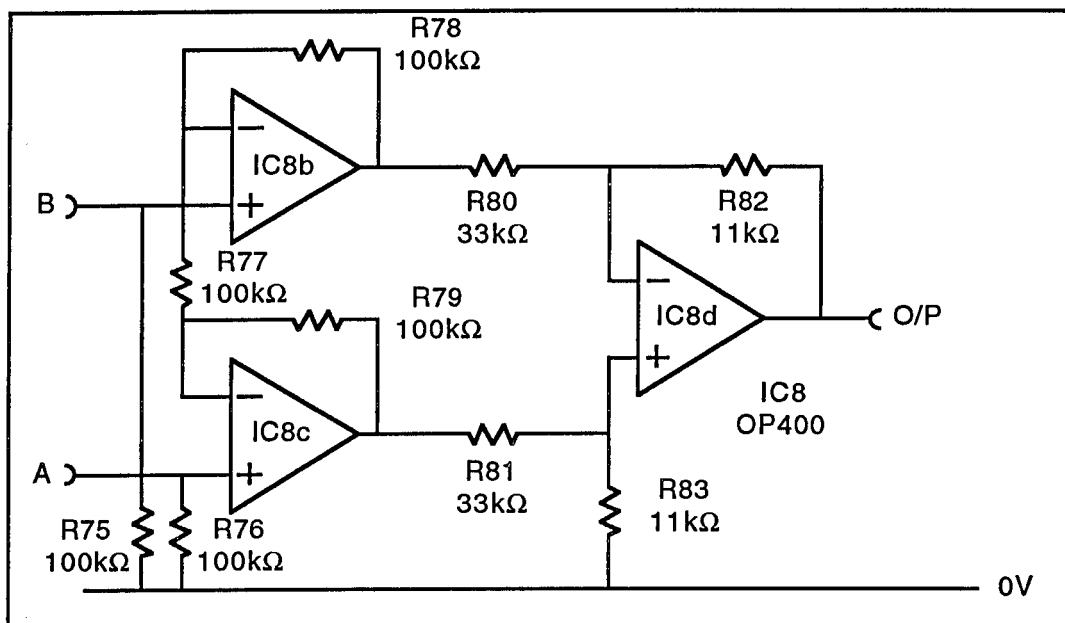 R78
100kΩ
−
IC8b
+
B
R80
33kΩ
R82
11kΩ
R77
100kΩ
R79
100kΩ
−
IC8d
+
O/P
IC8
OP400
−
IC8c
+
A
R81
33kΩ
R83
11kΩ
R75
100kΩ
R76
100kΩ
0V